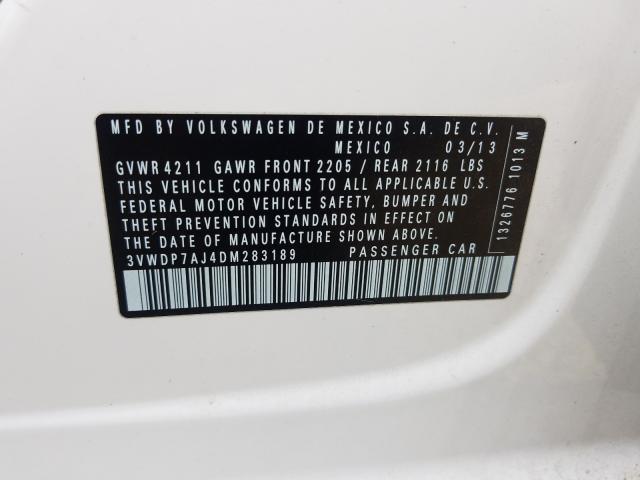 MFD BY VOLKSWAGEN DE MEXICO S.A. DE C.V.
MEXICO 03/13
GVWR 4211 GAWR FRONT 2205 / REAR 2116 LBS
THIS VEHICLE CONFORMS TO ALL APPLICABLE U.S.
FEDERAL MOTOR VEHICLE SAFETY, BUMPER AND
THEFT PREVENTION STANDARDS IN EFFECT ON
THE DATE OF MANUFACTURE SHOWN ABOVE.
3VWDP7AJ4DM283189 PASSENGER CAR
1326776 1013 M